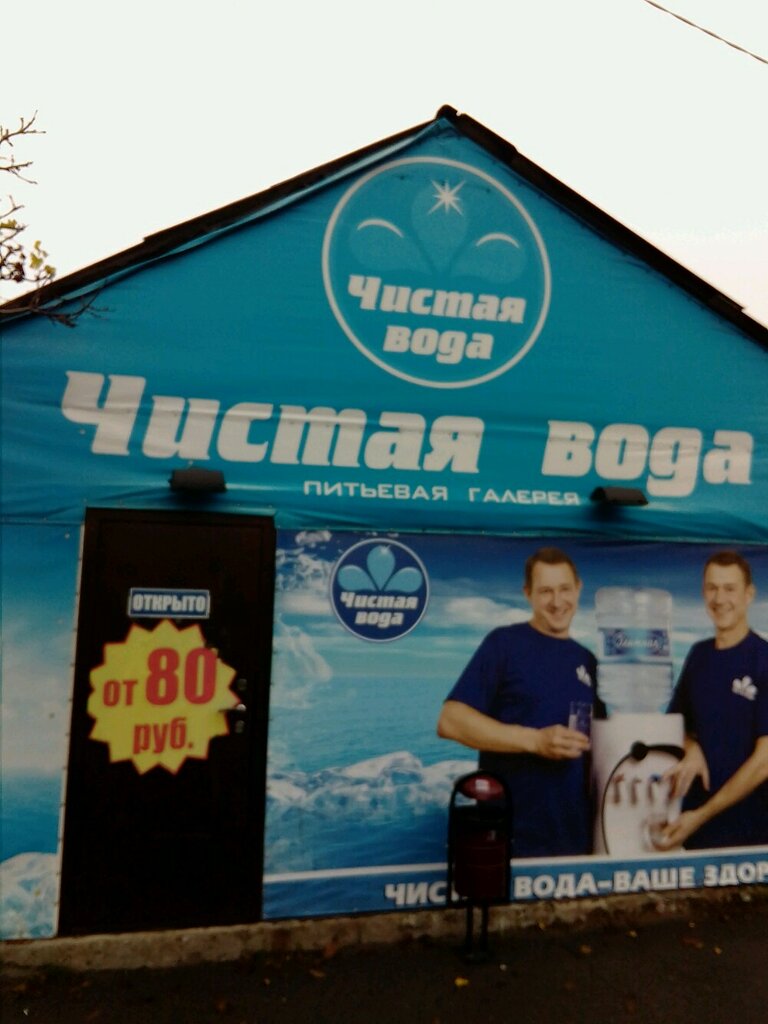 Чистая
вода
Чистая вода
ПИТЬЕВАЯ ГАЛЕРЕЯ
ОТКРЫТО
от 80
руб.
Чистая
вода
ВОДА-ВАШЕ